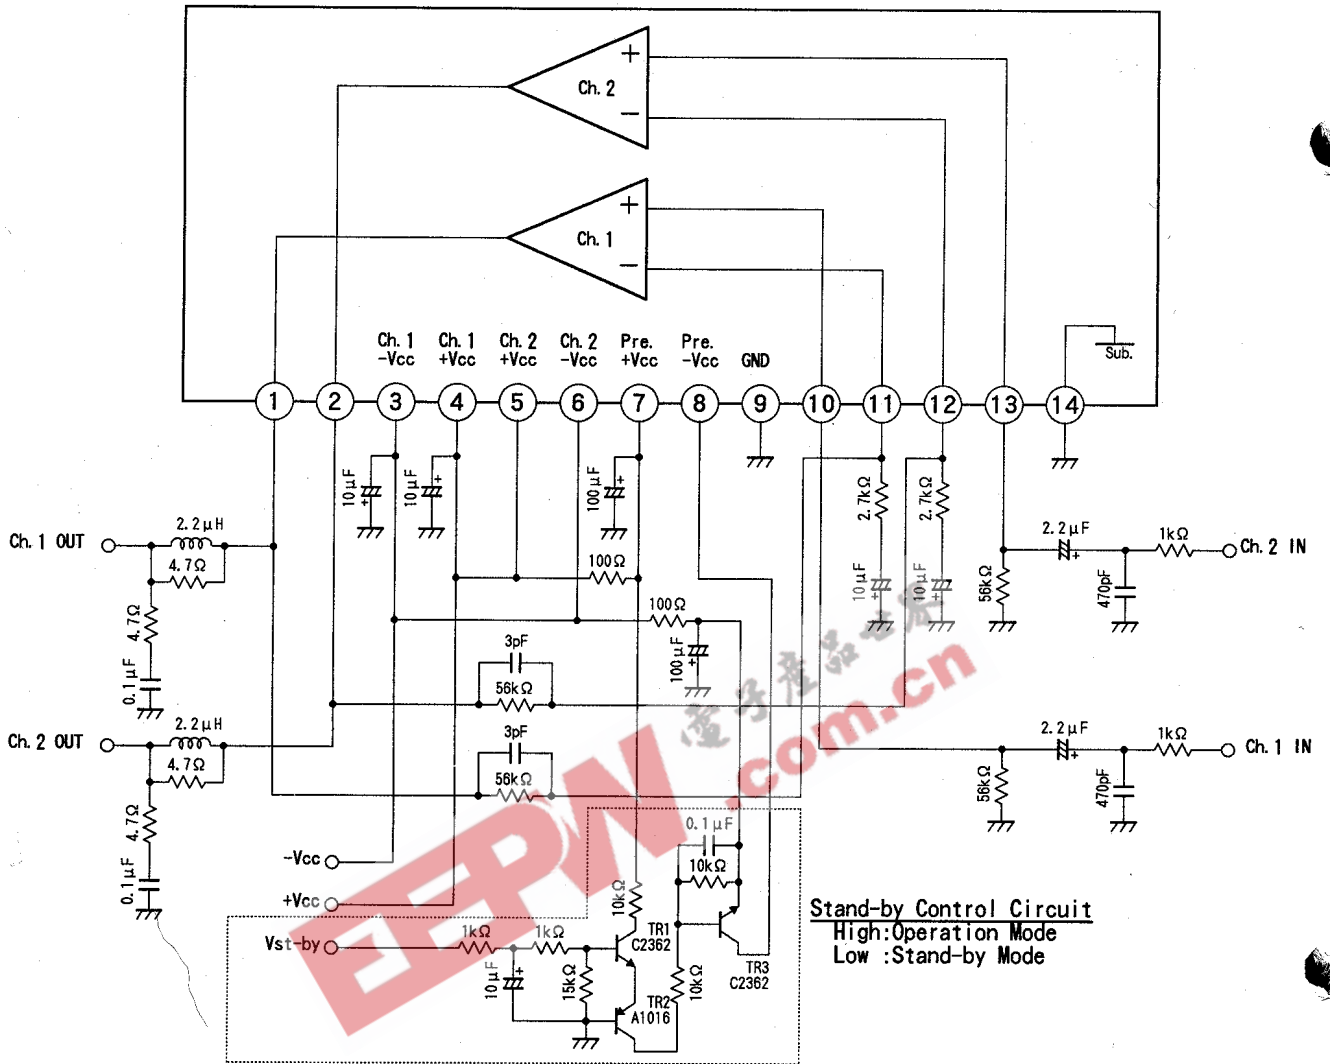 +
Ch. 2
−
+
Ch. 1
−
Ch. 1 -Vcc
Ch. 1 +Vcc
Ch. 2 +Vcc
Ch. 2 -Vcc
Pre. +Vcc
Pre. -Vcc
GND
Sub.
1 2 3 4 5 6 7 8 9 10 11 12 13 14
10μF
+
10μF
+
100μF
+
2.7kΩ
2.7kΩ
Ch. 1 OUT
2.2μH
4.7Ω
4.7Ω
0.1μF
100Ω
100Ω
100μF
+
10μF
+
10μF
+
2.2μF
+
1kΩ
Ch. 2 IN
56kΩ
470pF
3pF
56kΩ
電子產品世界
.com.cn
EEPW
Ch. 2 OUT
2.2μH
4.7Ω
4.7Ω
0.1μF
3pF
56kΩ
2.2μF
+
1kΩ
Ch. 1 IN
56kΩ
470pF
-Vcc
+Vcc
Vst-by
1kΩ
1kΩ
10μF
+
15kΩ
10kΩ
TR1
C2362
TR2
A1016
0.1μF
10kΩ
10kΩ
TR3
C2362
Stand-by Control Circuit
High:Operation Mode
Low :Stand-by Mode